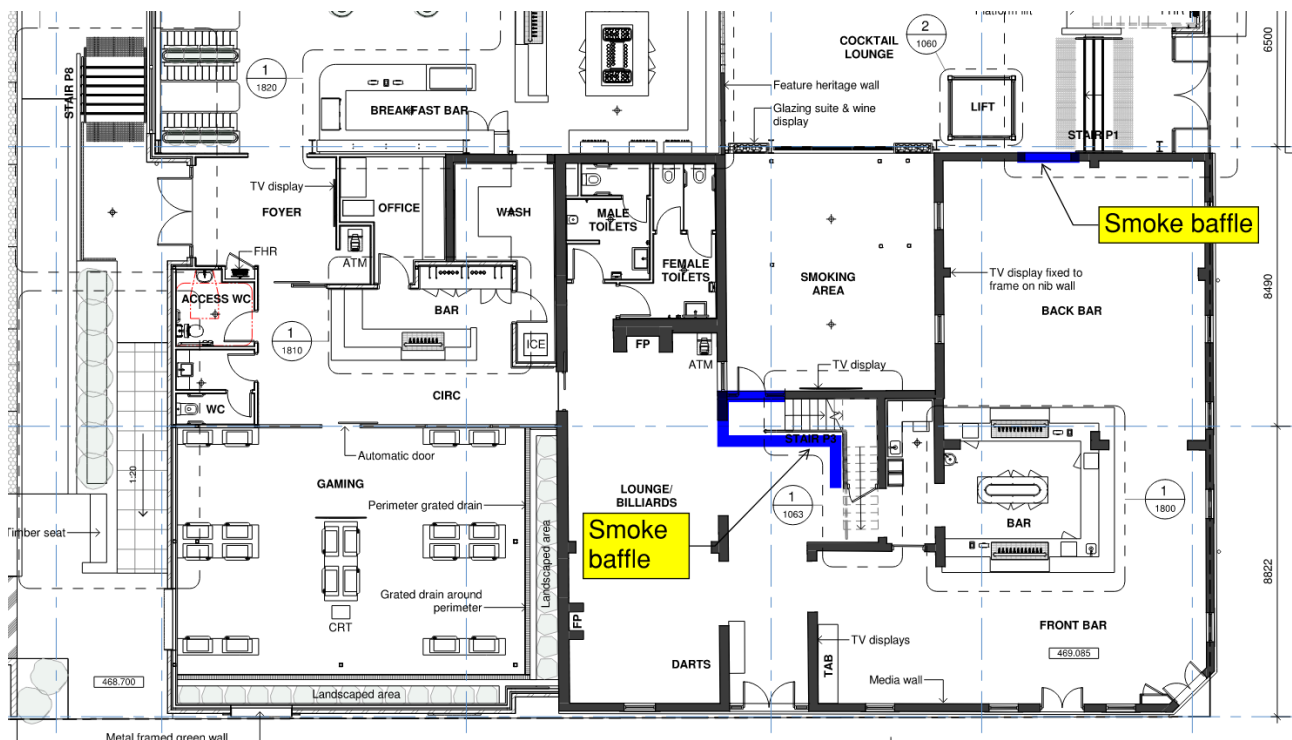 Platform lift
FHR
6500
2
1060
COCKTAIL
LOUNGE
STAIR P8
1
1820
BREAKFAST BAR
Feature heritage wall
Glazing suite & wine
display
LIFT
STAIR P1
Smoke baffle
TV display
FOYER
OFFICE
WASH
MALE
TOILETS
FEMALE
TOILETS
ATM
FHR
SMOKING
AREA
TV display fixed to
frame on nib wall
BACK BAR
8490
ACCESS WC
1
1810
BAR
ICE
FP
ATM
TV display
WC
CIRC
STAIR P3
Automatic door
1:20
GAMING
Perimeter grated drain
LOUNGE/
BILLIARDS
1
1063
Smoke
baffle
BAR
1
1800
Timber seat
Landscaped area
Grated drain around
perimeter
CRT
FP
8822
FRONT BAR
469.085
TV displays
DARTS
TAB
Media wall
468.700
Landscaped area
Metal framed green wall